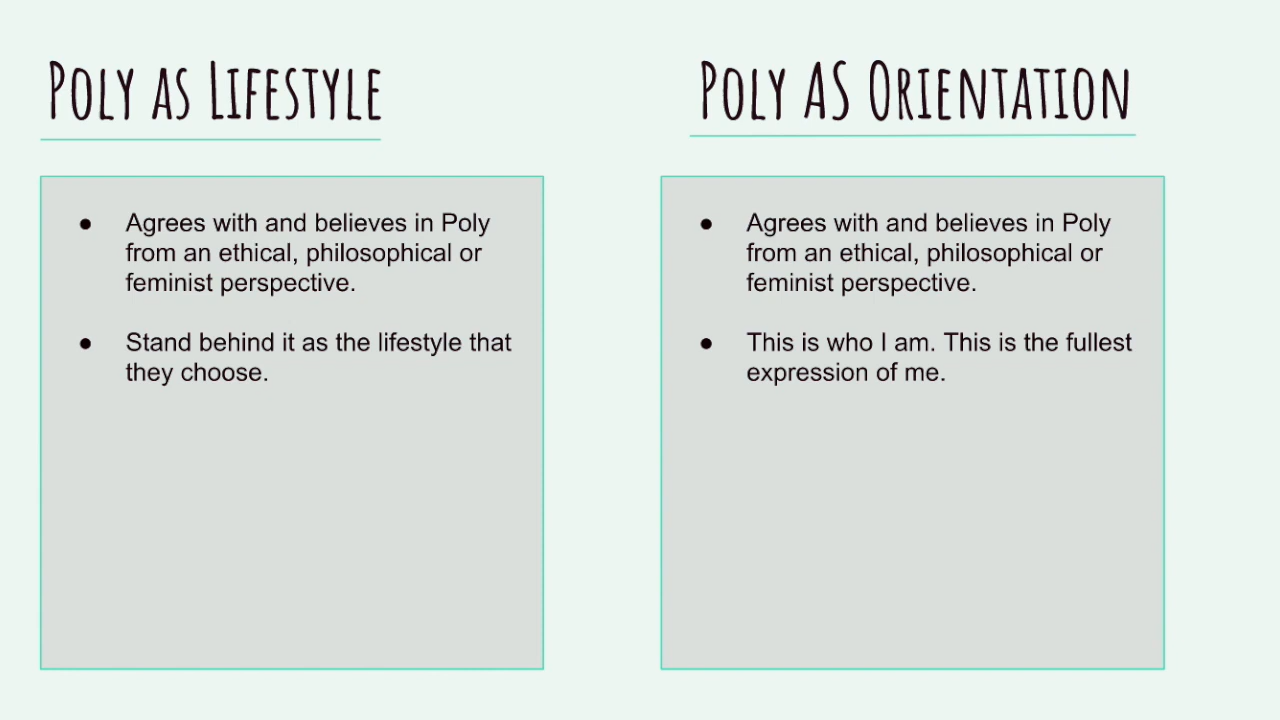 Poly as Lifestyle
Poly AS Orientation
● Agrees with and believes in Poly
from an ethical, philosophical or
feminist perspective.
● Stand behind it as the lifestyle that
they choose.
● Agrees with and believes in Poly
from an ethical, philosophical or
feminist perspective.
● This is who I am. This is the fullest
expression of me.